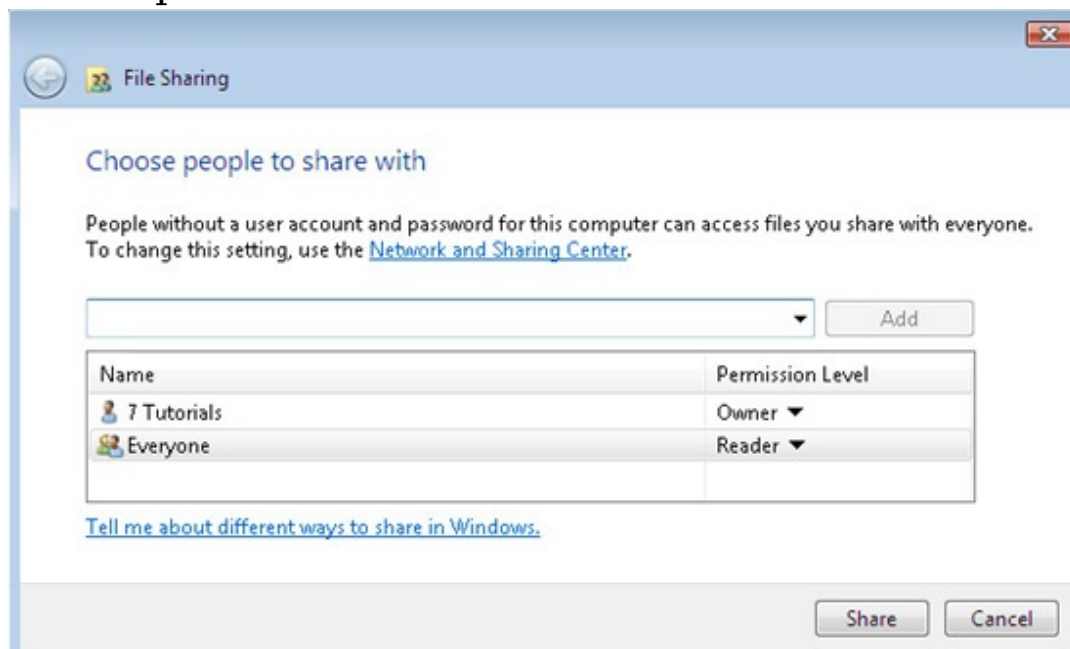 File Sharing
Choose people to share with
People without a user account and password for this computer can access files you share with everyone.
To change this setting, use the Network and Sharing Center.
Add
Name Permission Level
7 Tutorials Owner
Everyone Reader
Tell me about different ways to share in Windows.
Share Cancel